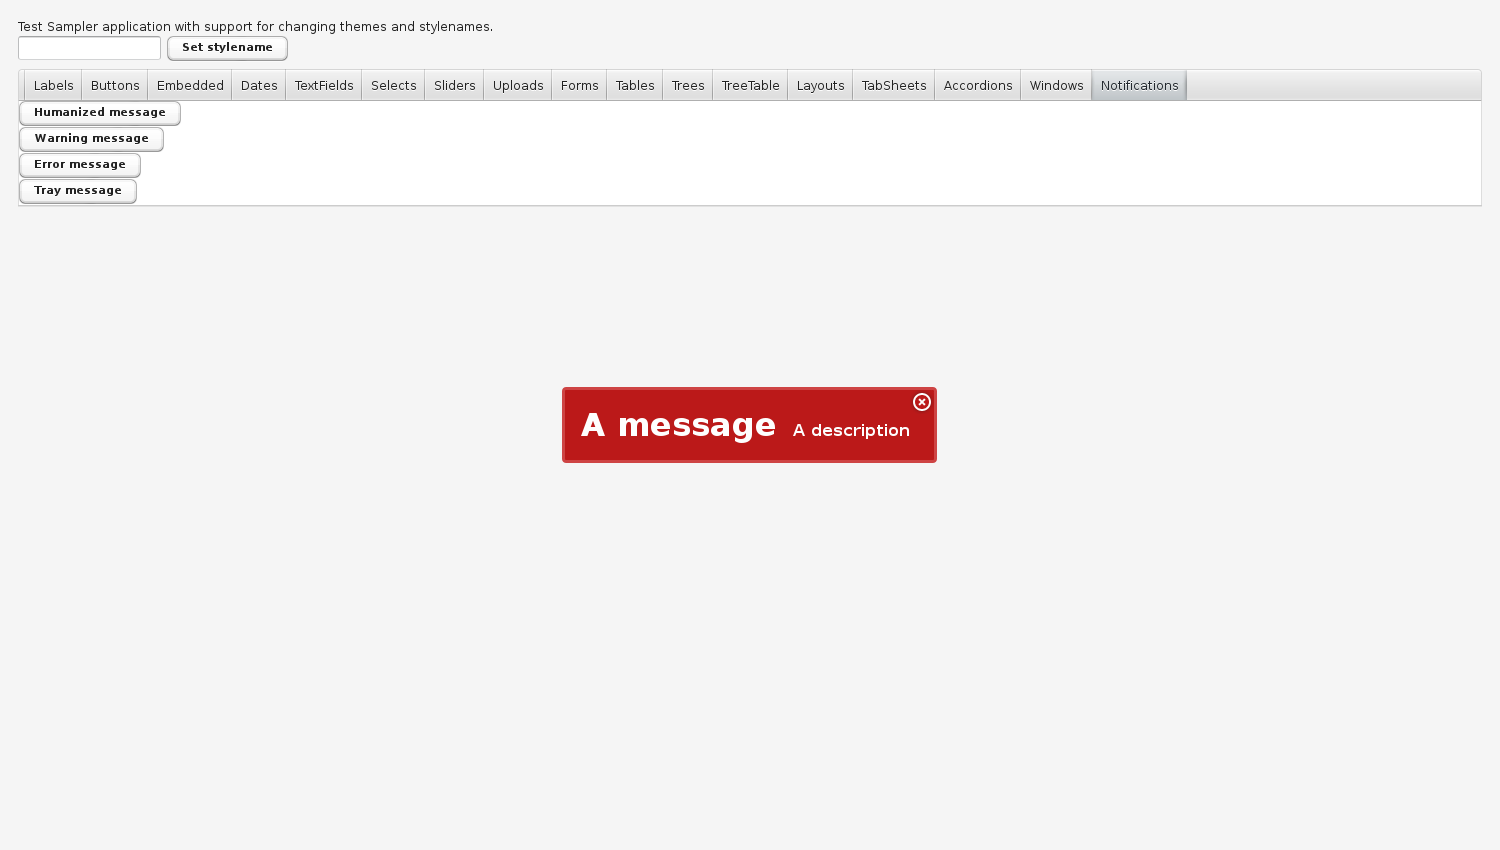 Test Sampler application with support for changing themes and stylenames.
Set stylename
Labels Buttons Embedded Dates TextFields Selects Sliders Uploads Forms Tables Trees TreeTable Layouts TabSheets Accordions Windows Notifications
Humanized message
Warning message
Error message
Tray message
A message A description